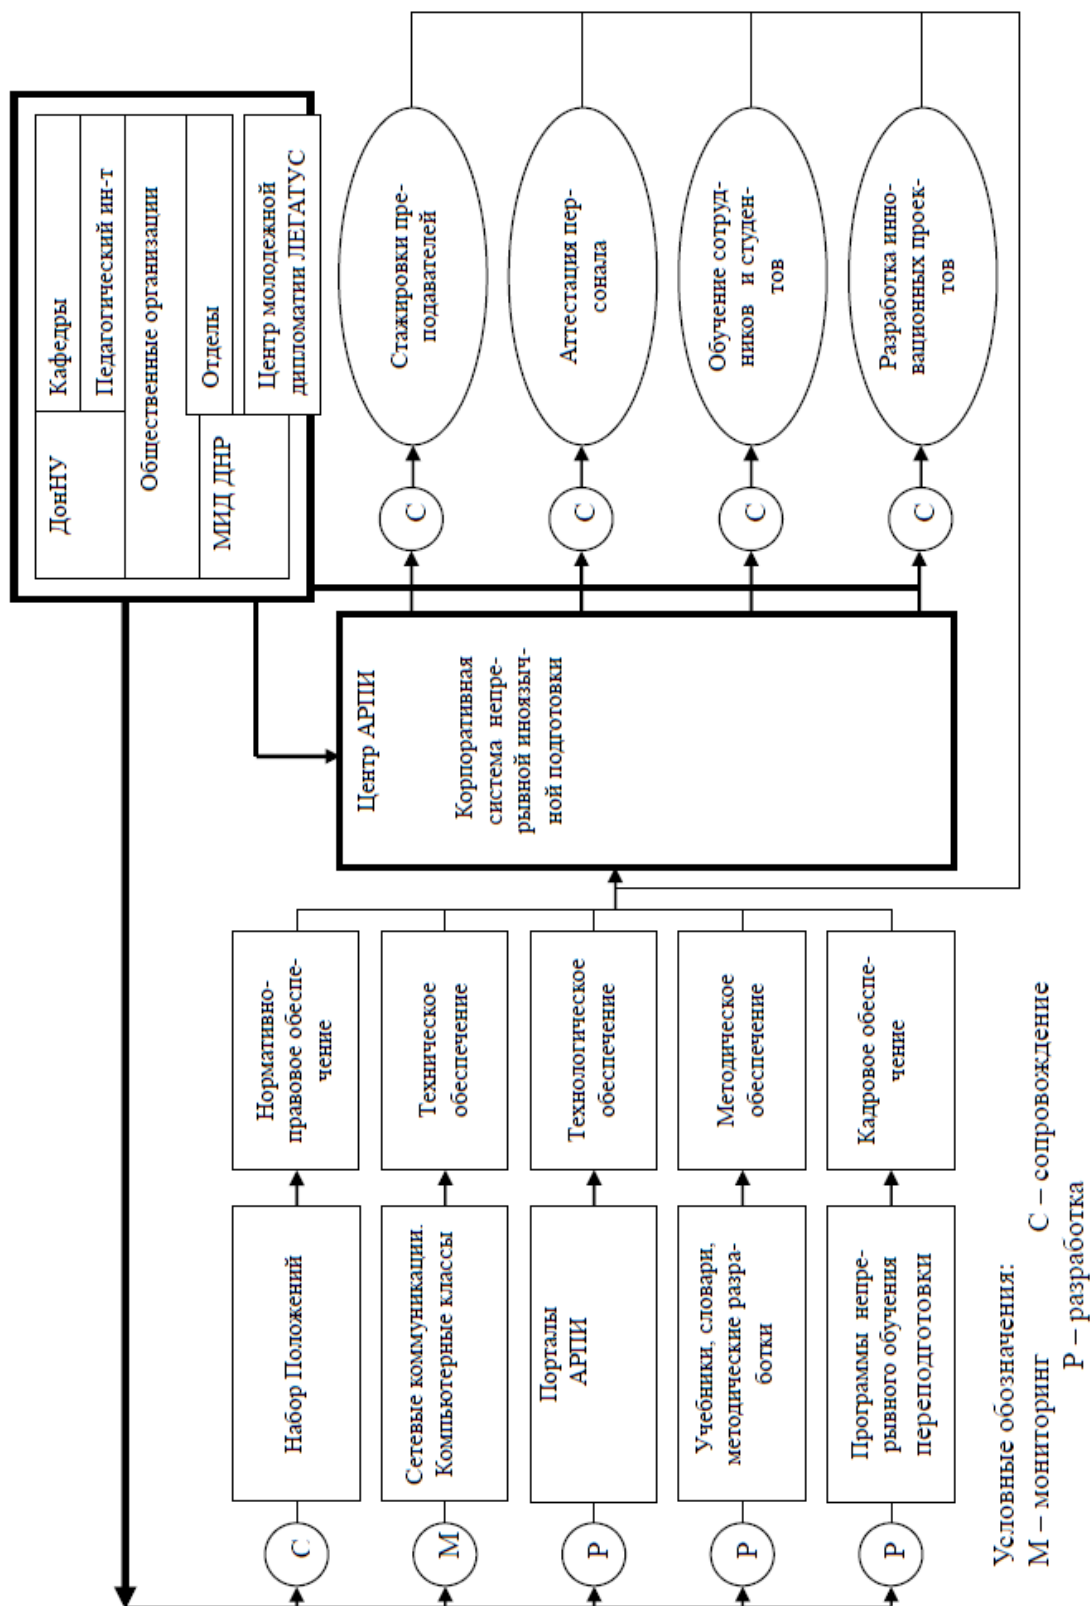 ДонНУ
Кафедры
Педагогический ин-т
Общественные организации
МИД ДНР
Отделы
Центр молодежной
дипломатии ЛЕГАТУС
С
Набор Положений
Нормативно-
правовое обеспе-
чение
М
Сетевые коммуникации.
Компьютерные классы
Техническое
обеспечение
Р
Порталы
АРПИ
Технологическое
обеспечение
Р
Учебники, словари,
методические разра-
ботки
Методическое
обеспечение
Р
Программы непре-
рывного обучения
переподготовки
Кадровое обеспе-
чение
Центр АРПИ
Корпоративная
система непре-
рывной иноязыч-
ной подготовки
С
Стажировки пре-
подавателей
С
Аттестация пер-
сонала
С
Обучение сотруд-
ников и студен-
тов
С
Разработка инно-
вационных проек-
тов
Условные обозначения:
М – мониторинг С – сопровождение
Р – разработка